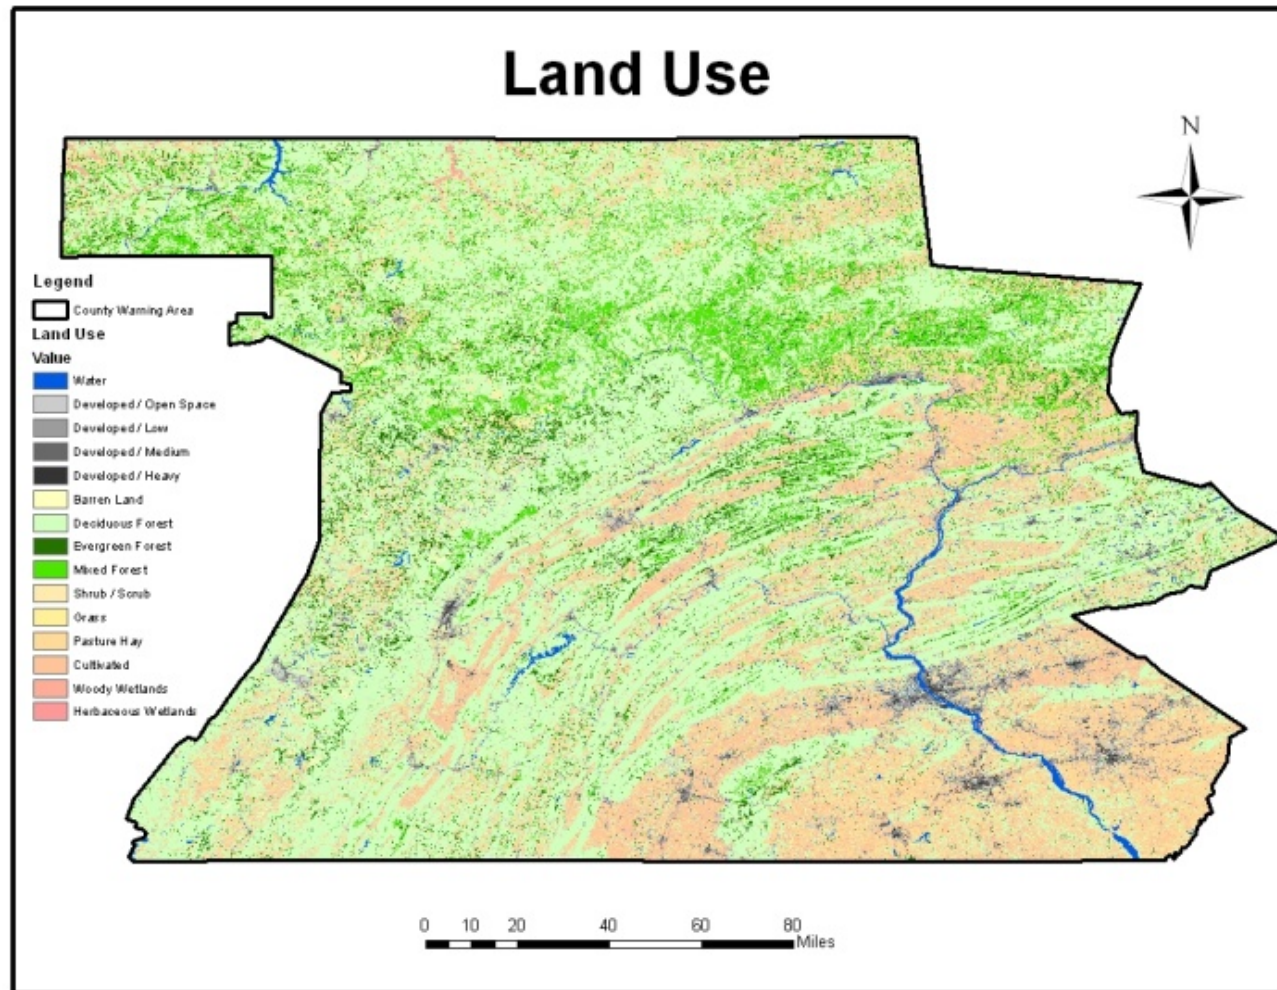 Land Use
N
Legend
County Warning Area
Land Use
Value
Water
Developed / Open Space
Developed / Low
Developed / Medium
Developed / Heavy
Barren Land
Deciduous Forest
Evergreen Forest
Mixed Forest
Shrub / Scrub
Grass
Pasture Hay
Cultivated
Woody Wetlands
Herbaceous Wetlands
0 10 20 40 60 80
Miles